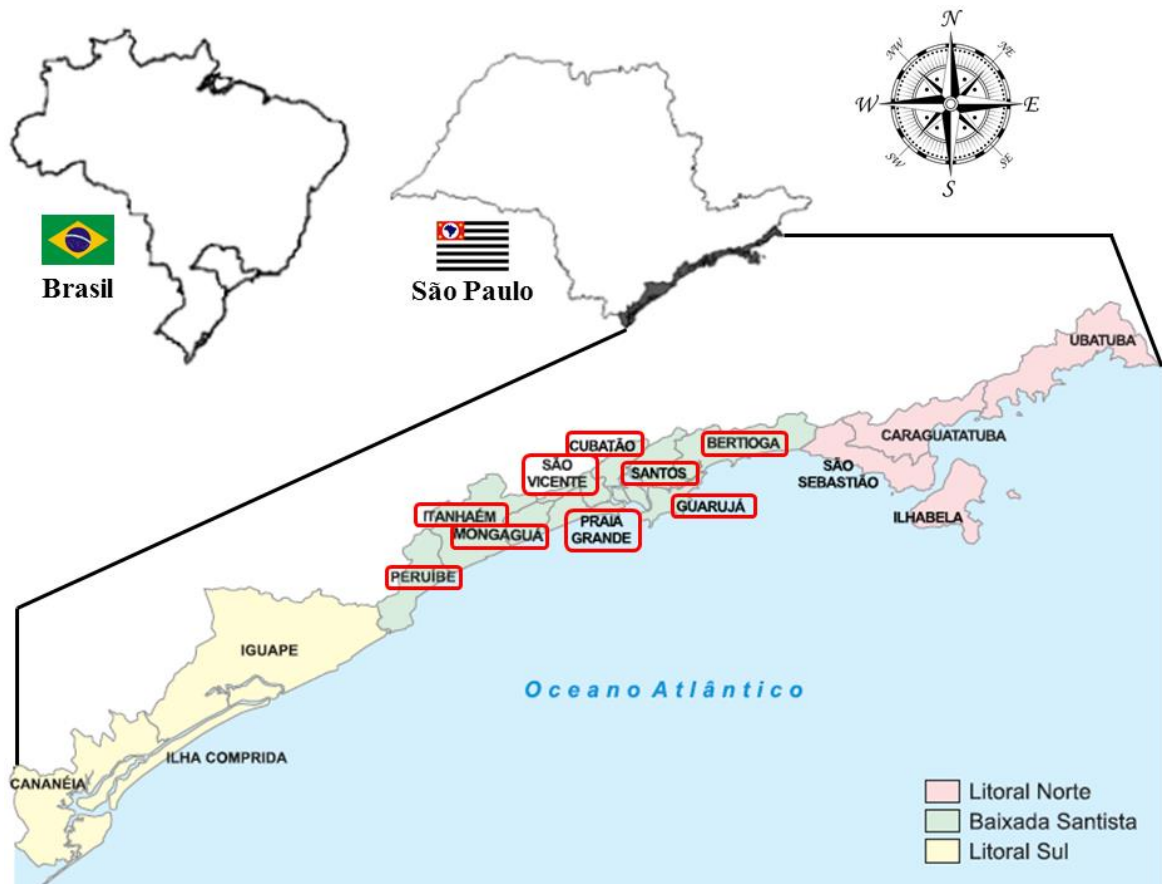 N
NW
NE
W
E
SW
SE
S
Brasil
São Paulo
UBATUBA
CARAGUATATUBA
SÃO
SEBASTIÃO
ILHABELA
BERTIOGA
CUBATÃO
SÃO
VICENTE
SANTOS
GUARUJÁ
ITANHAÉM
MONGAGUÁ
PRAIA
GRANDE
PERUÍBE
IGUAPE
ILHA COMPRIDA
CANANÉIA
Oceano Atlântico
Litoral Norte
Baixada Santista
Litoral Sul